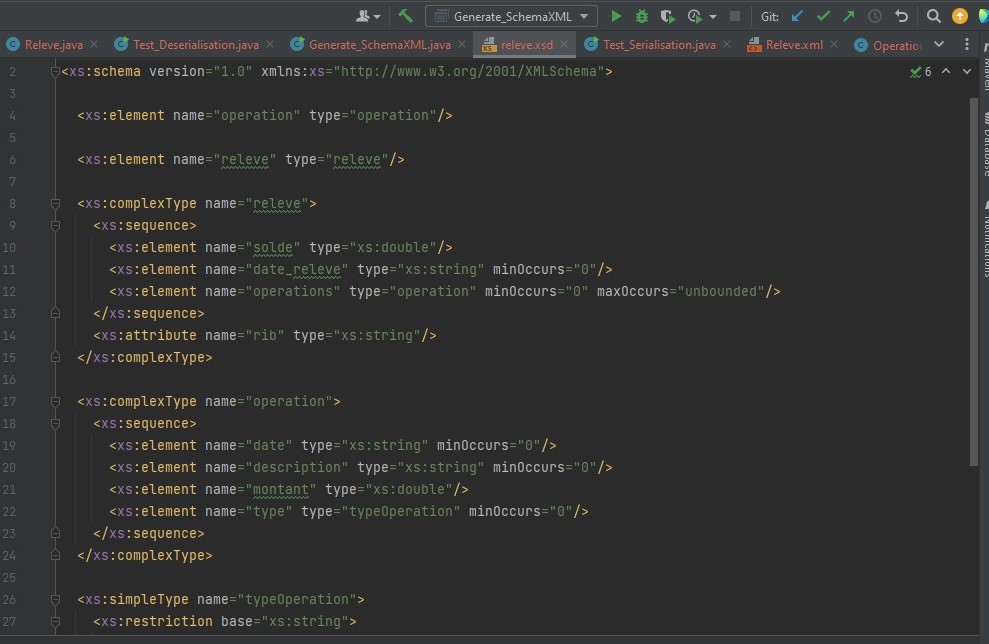 Generate_SchemaXML
Git:
Releve.java Test_Deserialisation.java Generate_SchemaXML.java releve.xsd Test_Serialisation.java Releve.xml
2 <xs:schema version="1.0" xmlns:xs="http://www.w3.org/2001/XMLSchema">
6
3
4 <xs:element name="operation" type="operation"/>
5
6 <xs:element name="releve" type="releve"/>
7
8 <xs:complexType name="releve">
9 <xs:sequence>
10 <xs:element name="solde" type="xs:double"/>
11 <xs:element name="date_releve" type="xs:string" minOccurs="0"/>
12 <xs:element name="operations" type="operation" minOccurs="0" maxOccurs="unbounded"/>
13 </xs:sequence>
14 <xs:attribute name="rib" type="xs:string"/>
15 </xs:complexType>
16
17 <xs:complexType name="operation">
18 <xs:sequence>
19 <xs:element name="date" type="xs:string" minOccurs="0"/>
20 <xs:element name="description" type="xs:string" minOccurs="0"/>
21 <xs:element name="montant" type="xs:double"/>
22 <xs:element name="type" type="typeOperation" minOccurs="0"/>
23 </xs:sequence>
24 </xs:complexType>
25
26 <xs:simpleType name="typeOperation">
27 <xs:restriction base="xs:string">